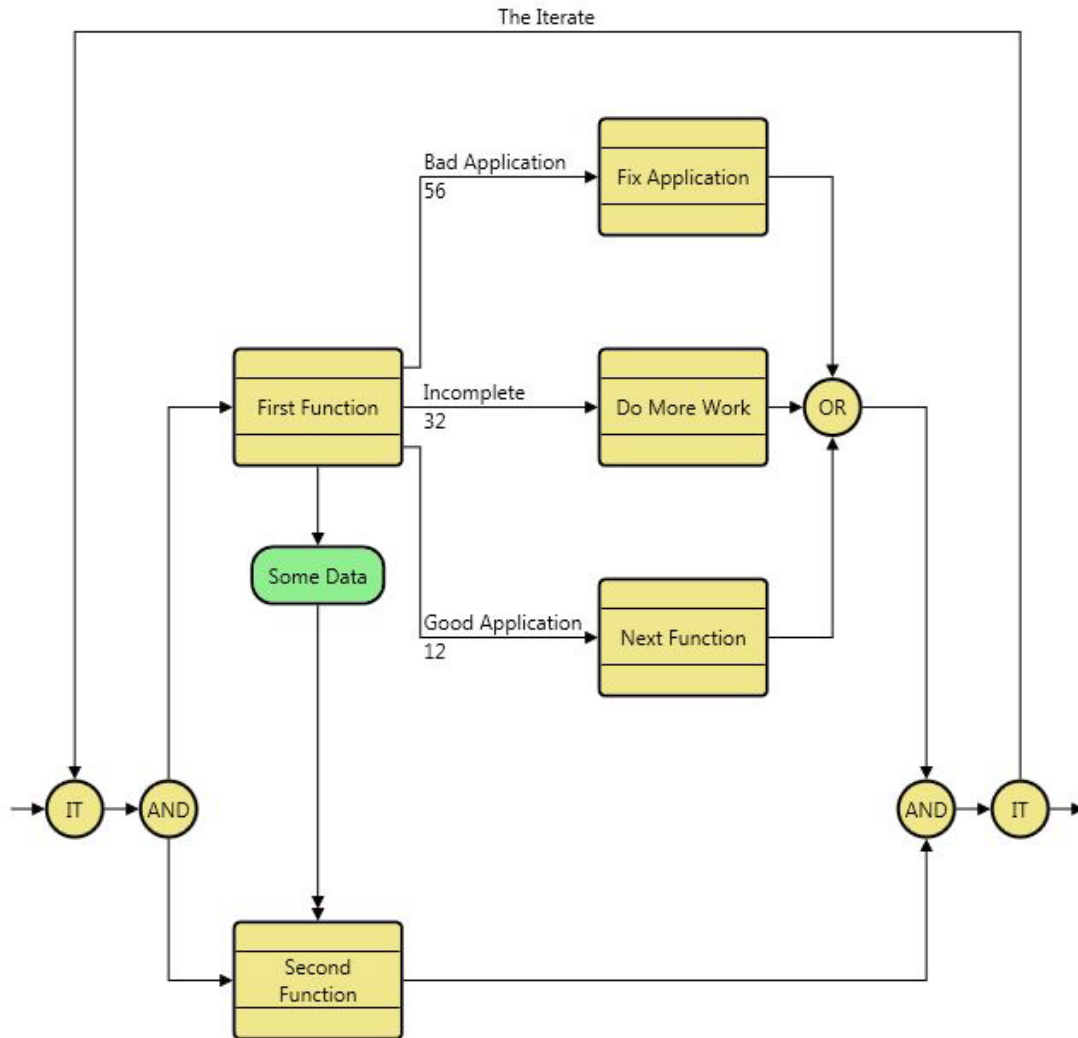 The Iterate
Bad Application
56
Fix Application
First Function
Incomplete
32
Do More Work
OR
Some Data
Good Application
12
Next Function
IT
AND
AND
IT
Second
Function